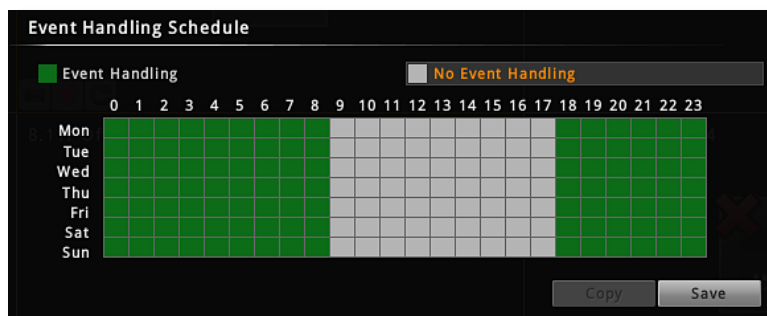 Event Handling Schedule
Event Handling
No Event Handling
0 1 2 3 4 5 6 7 8 9 10 11 12 13 14 15 16 17 18 19 20 21 22 23
Mon
Tue
Wed
Thu
Fri
Sat
Sun
Copy Save